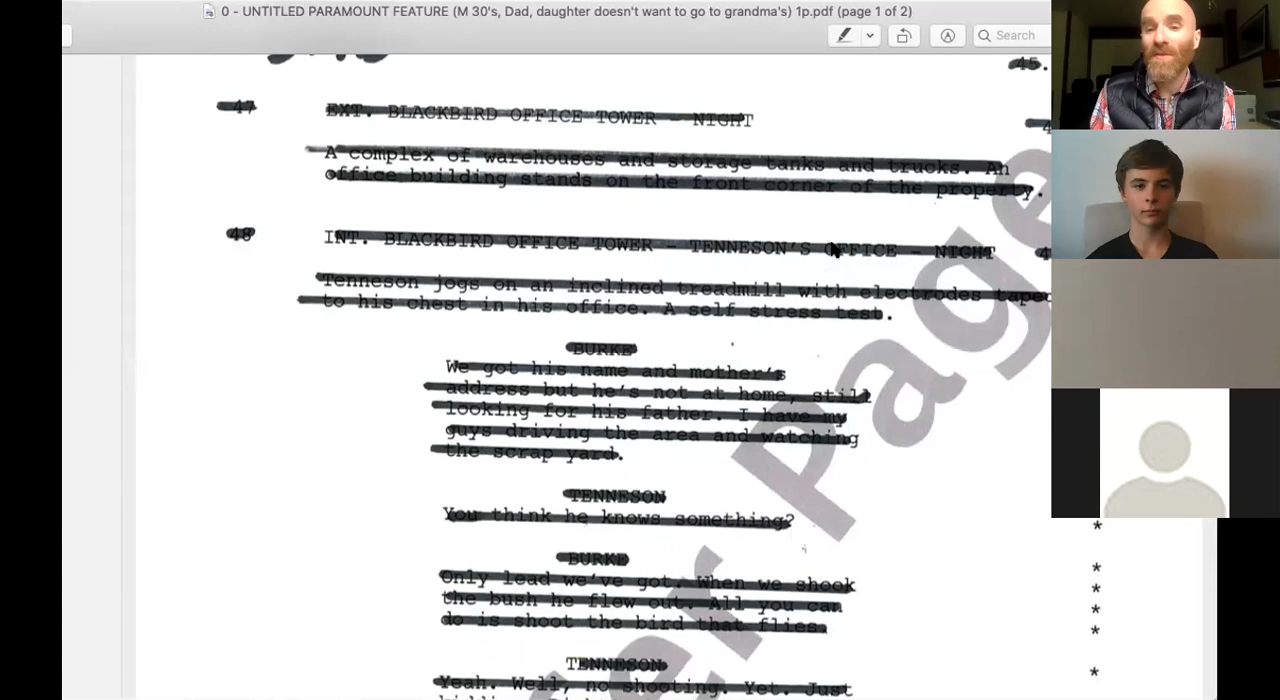 0 - UNTITLED PARAMOUNT FEATURE (M 30's, Dad, daughter doesn't want to go to grandma's) 1p.pdf (page 1 of 2)
Search
45.
47 EXT. BLACKBIRD OFFICE TOWER - NIGHT 4
A complex of warehouses and storage tanks and trucks. An
office building stands on the front corner of the property.
48 INT. BLACKBIRD OFFICE TOWER - TENNESON'S OFFICE - NIGHT 4
Tenneson jogs on an inclined treadmill with electrodes taped
to his chest in his office. A self stress test.
BURKE
We got his name and mother's
address but he's not at home, still
looking for his father. I have my
guys driving the area and watching
the scrap yard.
TENNESON
You think he knows something?
*
BURKE
*
Only lead we've got. When we shook
*
the bush he flew out. All you can
*
do is shoot the bird that flies.
*
TENNESON
*
Yeah. Well, no shooting. Yet. Just
er Page